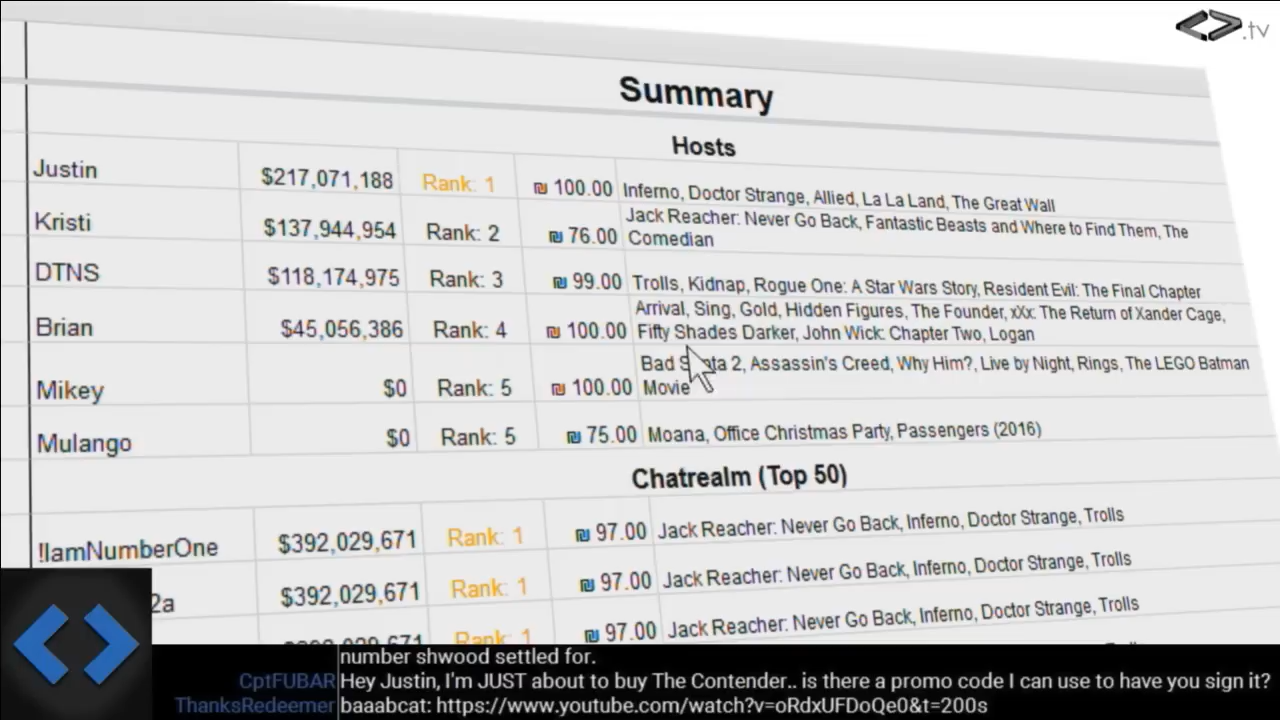 .tv
Summary
Hosts
Justin $217,071,188 Rank: 1 ₪ 100.00 Inferno, Doctor Strange, Allied, La La Land, The Great Wall
Kristi $137,944,954 Rank: 2 ₪ 76.00 Jack Reacher: Never Go Back, Fantastic Beasts and Where to Find Them, The
Comedian
DTNS $118,174,975 Rank: 3 ₪ 99.00 Trolls, Kidnap, Rogue One: A Star Wars Story, Resident Evil: The Final Chapter
Brian $45,056,386 Rank: 4 ₪ 100.00 Arrival, Sing, Gold, Hidden Figures, The Founder, xXx: The Return of Xander Cage,
Fifty Shades Darker, John Wick: Chapter Two, Logan
Mikey $0 Rank: 5 ₪ 100.00 Bad Santa 2, Assassin's Creed, Why Him?, Live by Night, Rings, The LEGO Batman
Movie
Mulango $0 Rank: 5 ₪ 75.00 Moana, Office Christmas Party, Passengers (2016)
Chatrealm (Top 50)
!IamNumberOne $392,029,671 Rank: 1 ₪ 97.00 Jack Reacher: Never Go Back, Inferno, Doctor Strange, Trolls
2a $392,029,671 Rank: 1 ₪ 97.00 Jack Reacher: Never Go Back, Inferno, Doctor Strange, Trolls
Rank: 1 ₪ 97.00 Jack Reacher: Never Go Back, Inferno, Doctor Strange, Trolls
number shwood settled for.
CptFUBAR Hey Justin, I'm JUST about to buy The Contender.. is there a promo code I can use to have you sign it?
ThanksRedeemer baaabcat: https://www.youtube.com/watch?v=oRdxUFDoQe0&t=200s